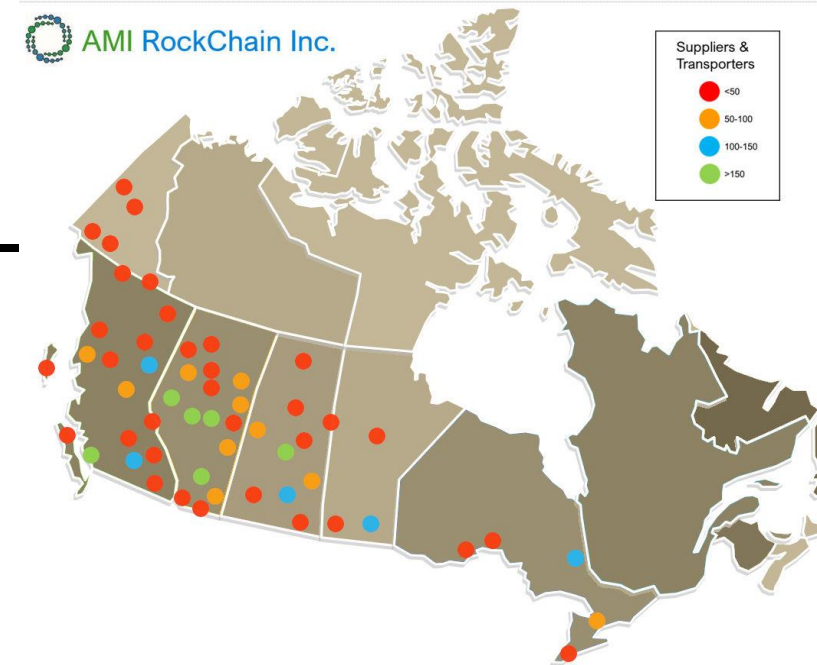 AMI RockChain Inc.
Suppliers &
Transporters
<50
50-100
100-150
>150